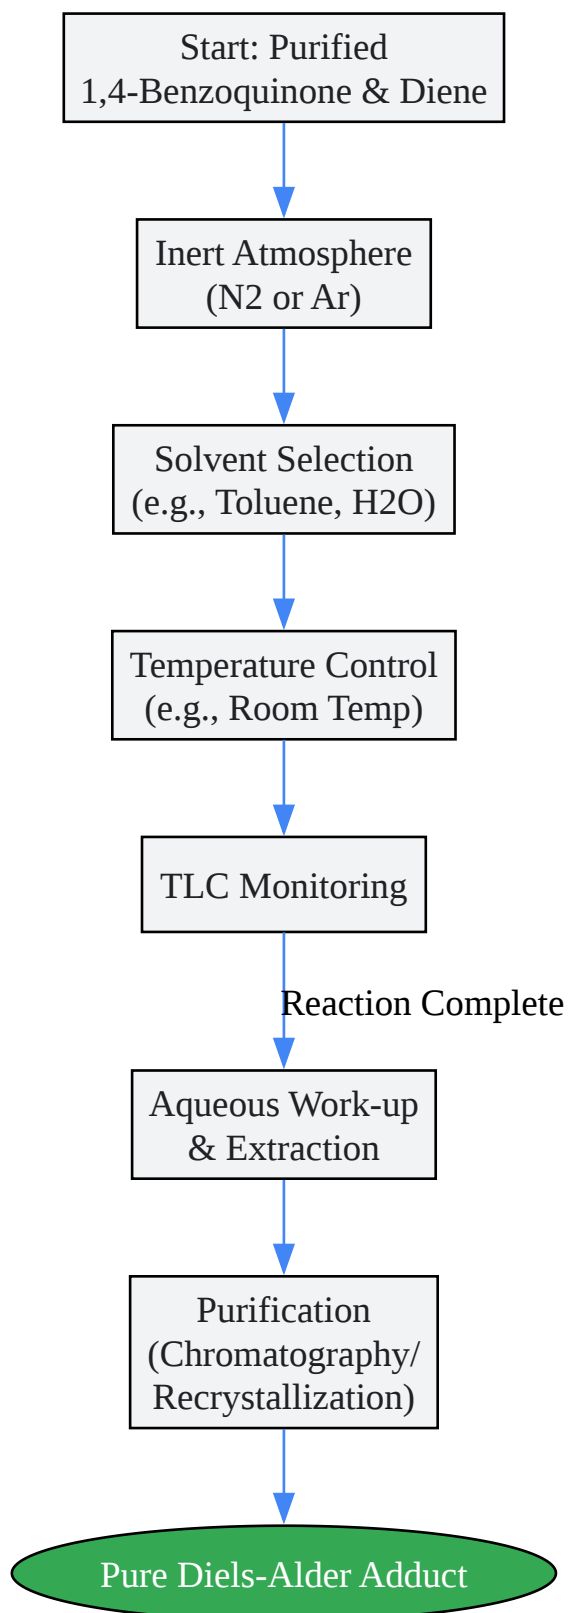 Start: Purified
1,4-Benzoquinone & Diene
Inert Atmosphere
(N2 or Ar)
Solvent Selection
(e.g., Toluene, H2O)
Temperature Control
(e.g., Room Temp)
TLC Monitoring
Reaction Complete
Aqueous Work-up
& Extraction
Purification
(Chromatography/
Recrystallization)
Pure Diels-Alder Adduct